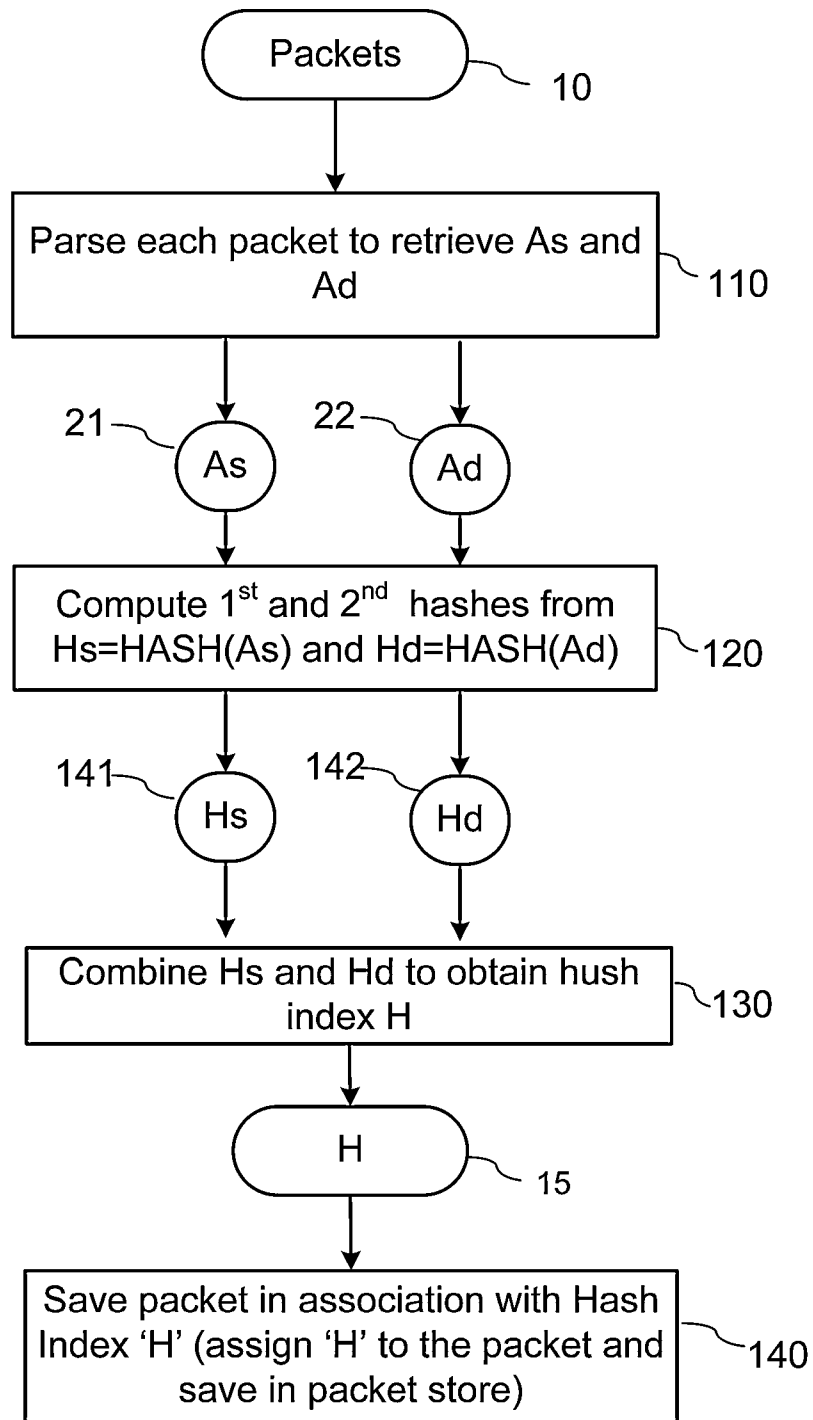 Packets
10
Parse each packet to retrieve As and
Ad
110
21
22
As
Ad
Compute 1st and 2nd hashes from
Hs=HASH(As) and Hd=HASH(Ad)
120
141
142
Hs
Hd
Combine Hs and Hd to obtain hush
index H
130
H
15
Save packet in association with Hash
Index ‘H’ (assign ‘H’ to the packet and
save in packet store)
140